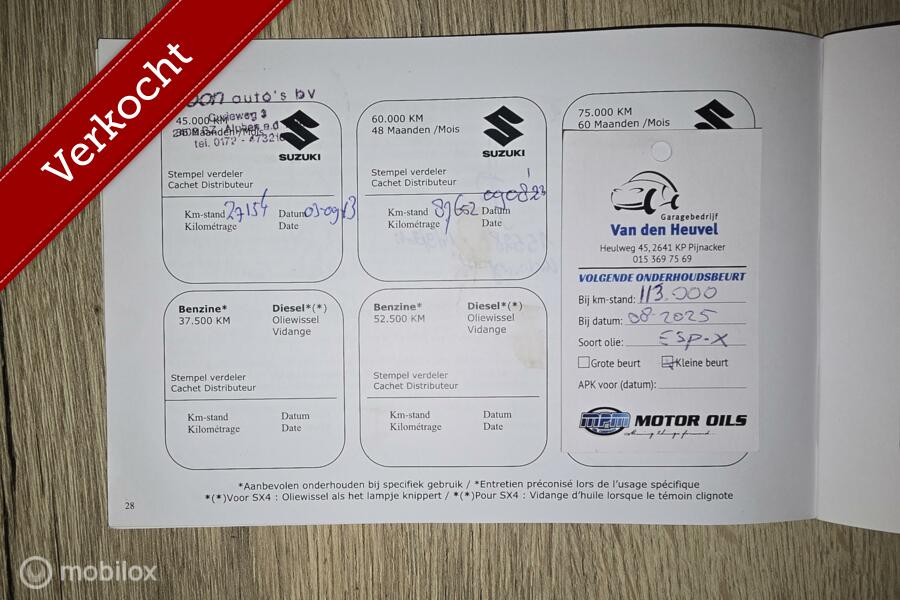 Verkocht
auto's bv
45.000 KM
36 Maanden /Mois
tel. 0172 -
SUZUKI
Stempel verdeler
Cachet Distributeur
Km-stand 27154 Datum 03-09-13
Kilométrage Date
60.000 KM
48 Maanden /Mois
SUZUKI
Stempel verdeler
Cachet Distributeur
Km-stand 89652 Datum
Kilométrage Date
75.000 KM
60 Maanden /Mois
Garagebedrijf
Van den Heuvel
Heulweg 45, 2641 KP Pijnacker
015 369 75 69
VOLGENDE ONDERHOUDSBEURT
Bij km-stand: 113.000
Bij datum: 08-2025
Soort olie: ESP-X
Grote beurt Kleine beurt
APK voor (datum):
mpm MOTOR OILS
Benzine* Diesel*(*)
37.500 KM Oliewissel
Vidange
Stempel verdeler
Cachet Distributeur
Km-stand Datum
Kilométrage Date
Benzine* Diesel*(*)
52.500 KM Oliewissel
Vidange
Stempel verdeler
Cachet Distributeur
Km-stand Datum
Kilométrage Date
*Aanbevolen onderhouden bij specifiek gebruik / *Entretien préconisé lors de l'usage spécifique
*(*)Voor SX4 : Oliewissel als het lampje knippert / *(*)Pour SX4 : Vidange d'huile lorsque le témoin clignote
28
mobilox